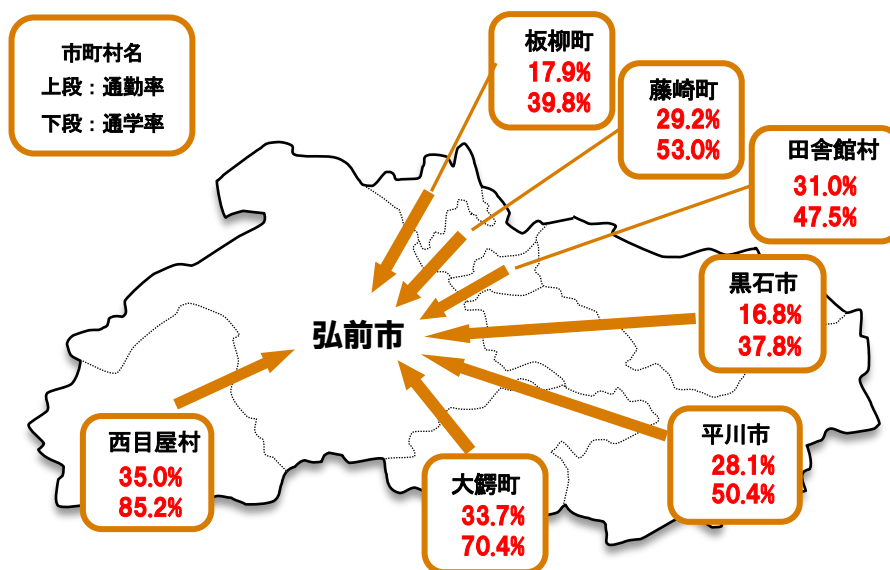 市町村名
上段：通勤率
下段：通学率
板柳町
17.9%
39.8%
藤崎町
29.2%
53.0%
田舎館村
31.0%
47.5%
黒石市
16.8%
37.8%
弘前市
西目屋村
35.0%
85.2%
大鰐町
33.7%
70.4%
平川市
28.1%
50.4%